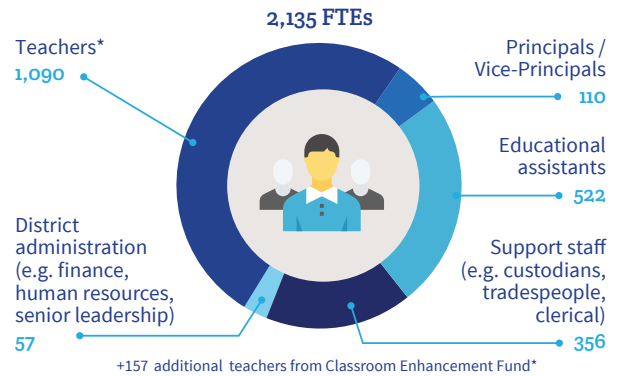 2,135 FTEs
Teachers*
1,090
Principals /
Vice-Principals
110
Educational
assistants
522
District
administration
(e.g. finance,
human resources,
senior leadership)
57
Support staff
(e.g. custodians,
tradespeople,
clerical)
356
+157 additional teachers from Classroom Enhancement Fund*